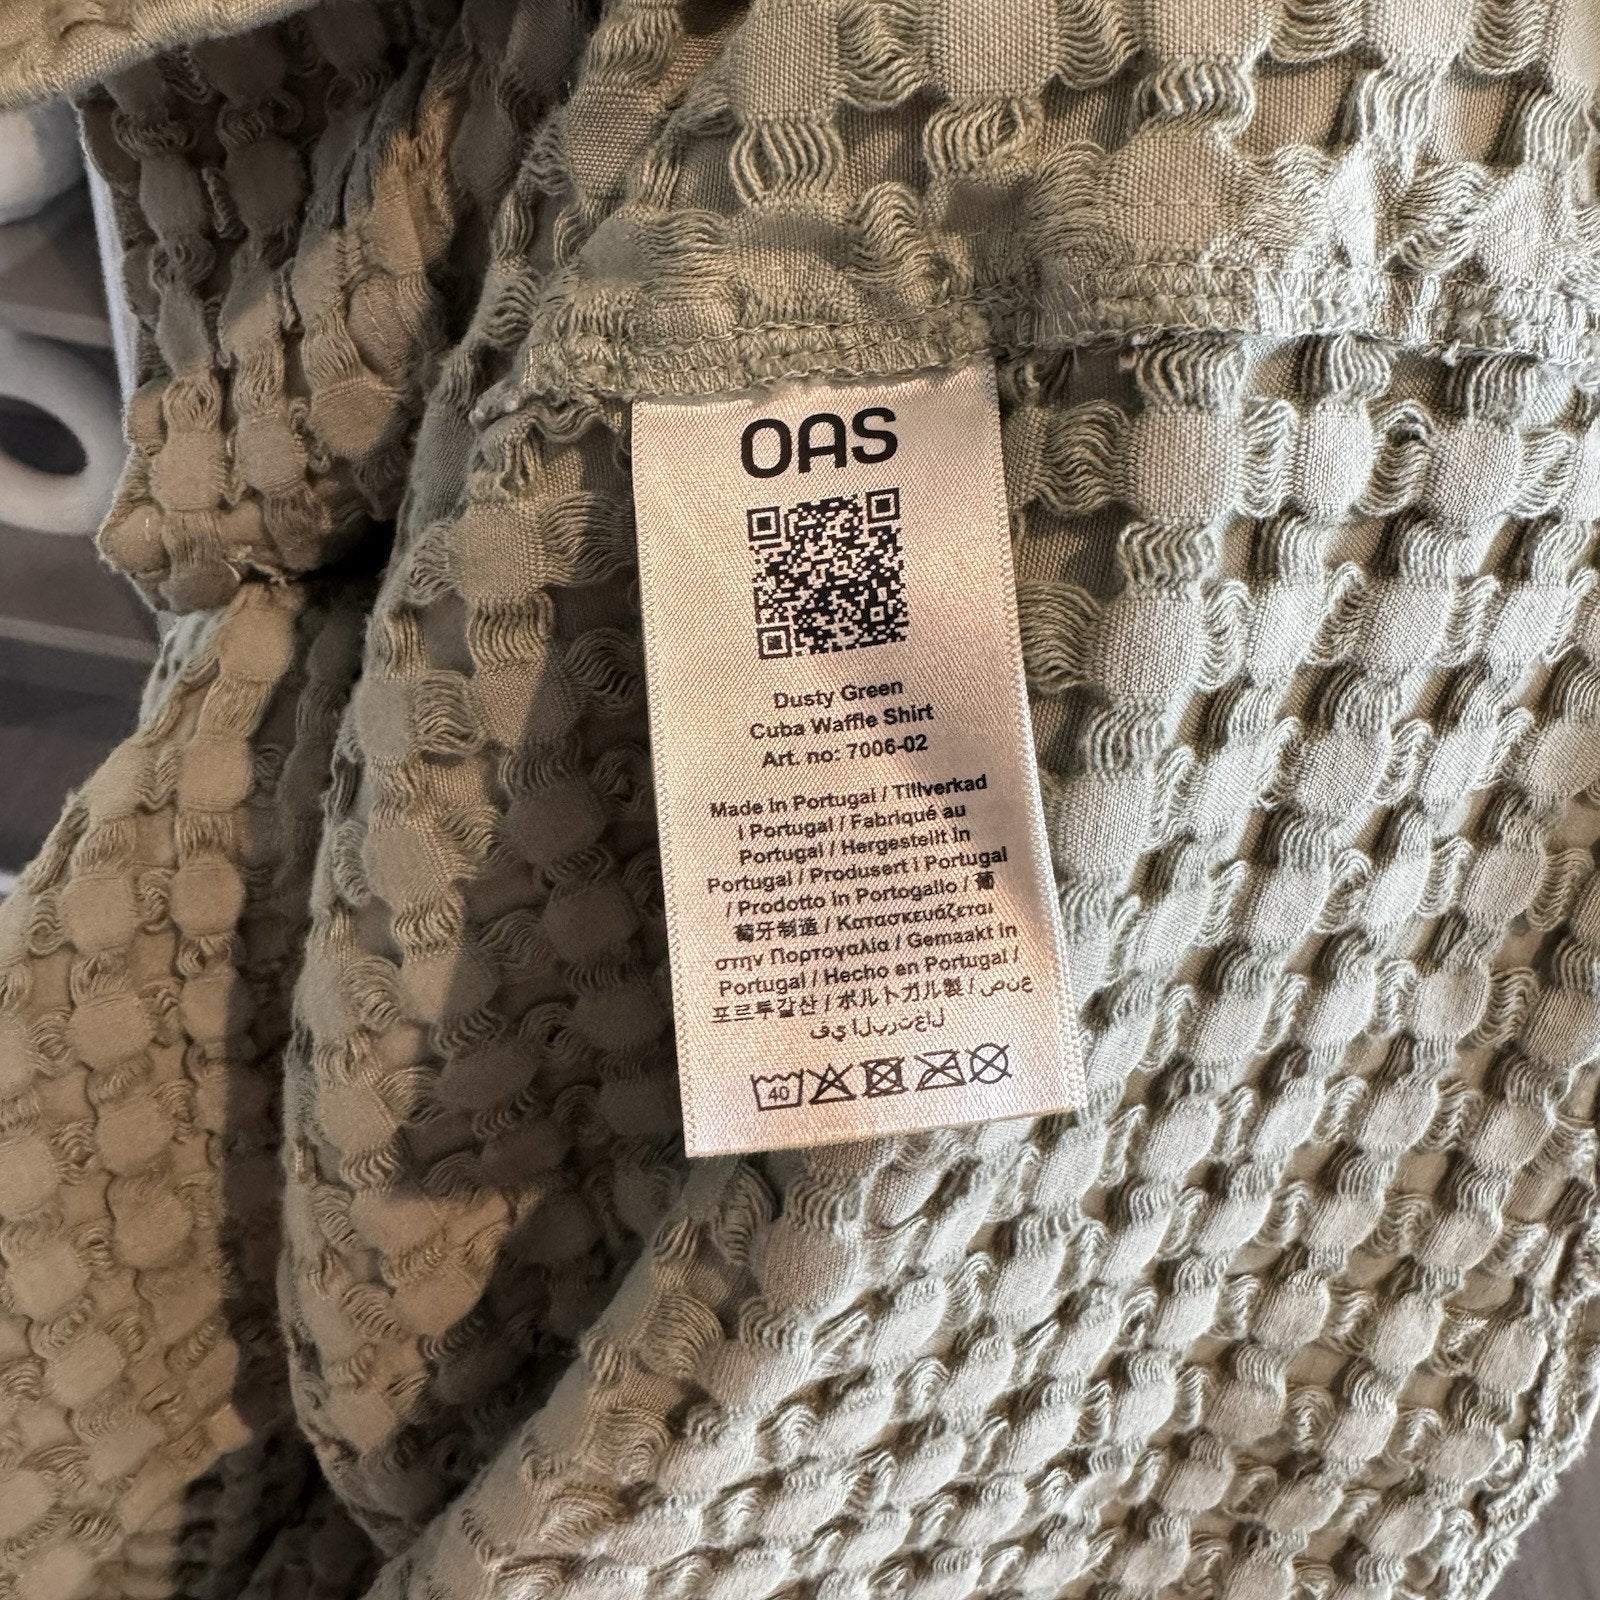 OAS
Dusty Green
Cuba Waffle Shirt
Art. no: 7006-02
Made in Portugal / Tillverkad
i Portugal / Fabriqué au
Portugal / Hergestellt in
Portugal / Produsert i Portugal
/ Prodotto in Portogallo / 葡
萄牙制造 / Κατασκευάζεται
στην Πορτογαλία / Gemaakt in
Portugal / Hecho en Portugal /
포르투갈산 / ポルトガル製 / صنع
في البرتغال
40